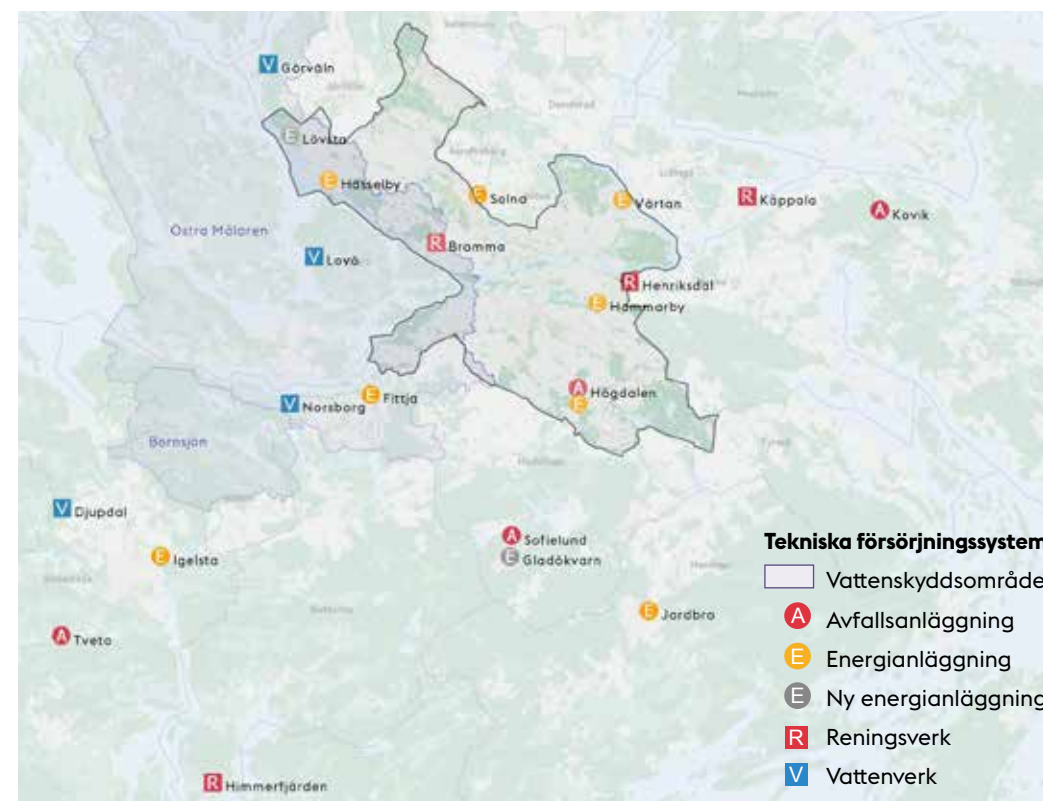 V Görväln
E Lövsta
E Hässelby
E Solna
E Värtan
R Käppala
A Kovik
Östra Mälaren
V Lovö
R Bromma
R Henriksdal
E Hammarby
A Högdalen
E
E Fittja
V Norsborg
Bornsjön
V Djupdal
E Igelsta
A Sofielund
E Gladökvarn
E Jordbro
A Tveta
R Himmerfjärden
Tekniska försörjningssystem
Vattenskyddsområde
A Avfallsanläggning
E Energianläggning
E Ny energianläggning
R Reningsverk
V Vattenverk